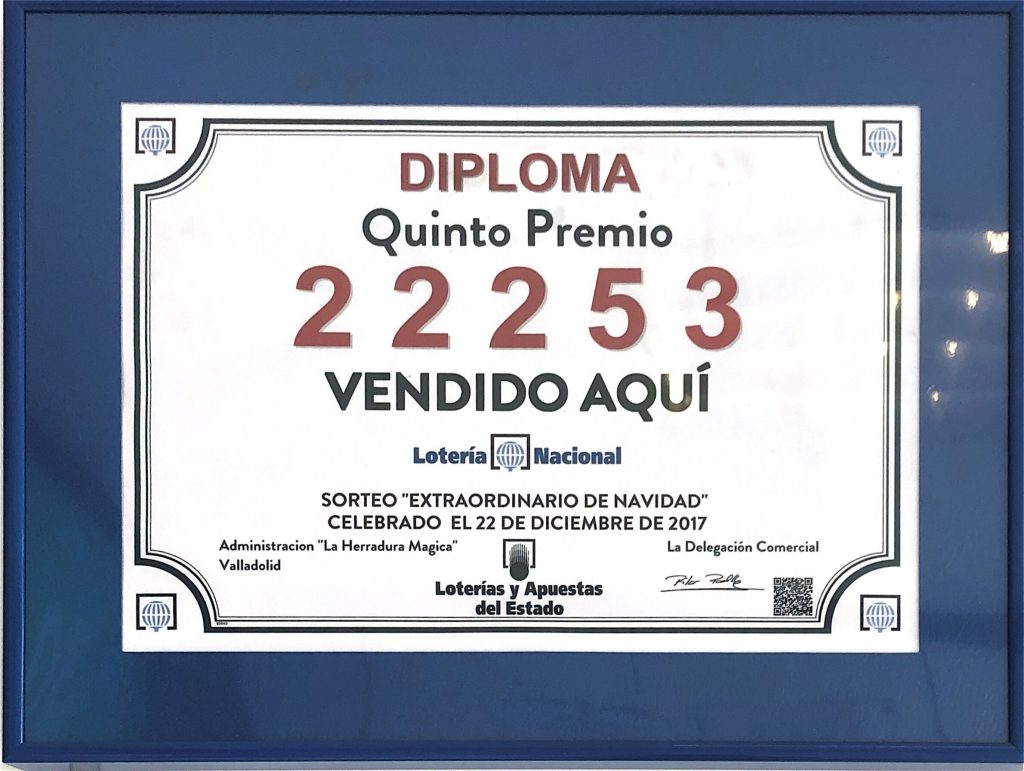 DIPLOMA
Quinto Premio
22253
VENDIDO AQUÍ
Lotería Nacional
SORTEO "EXTRAORDINARIO DE NAVIDAD"
CELEBRADO EL 22 DE DICIEMBRE DE 2017
Administracion "La Herradura Magica"
Valladolid
La Delegación Comercial
Loterías y Apuestas
del Estado